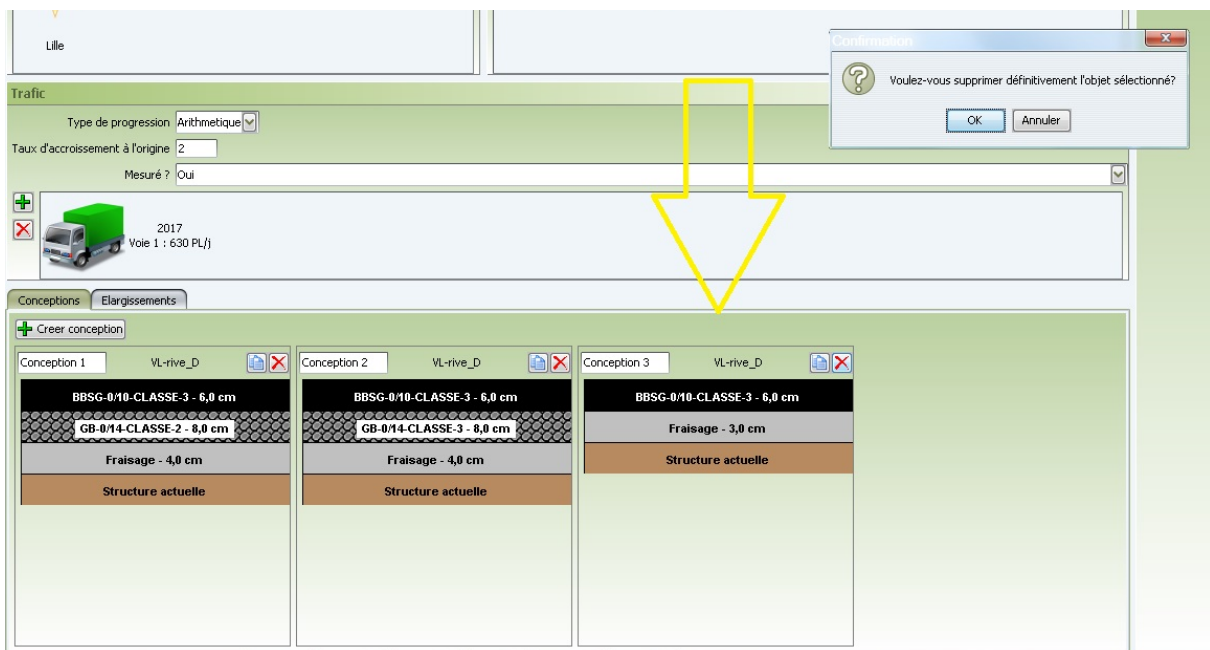 Lille
Confirmation
Voulez-vous supprimer définitivement l'objet sélectionné?
OK Annuler
Trafic
Type de progression Arithmetique
Taux d'accroissement à l'origine 2
Mesuré ? Oui
2017
Voie 1 : 630 PL/j
Conceptions Elargissements
Creer conception
Conception 1 VL-rive_D
BBSG-0/10-CLASSE-3 - 6,0 cm
GB-0/14-CLASSE-2 - 8,0 cm
Fraisage - 4,0 cm
Structure actuelle
Conception 2 VL-rive_D
BBSG-0/10-CLASSE-3 - 6,0 cm
GB-0/14-CLASSE-3 - 8,0 cm
Fraisage - 4,0 cm
Structure actuelle
Conception 3 VL-rive_D
BBSG-0/10-CLASSE-3 - 6,0 cm
Fraisage - 3,0 cm
Structure actuelle